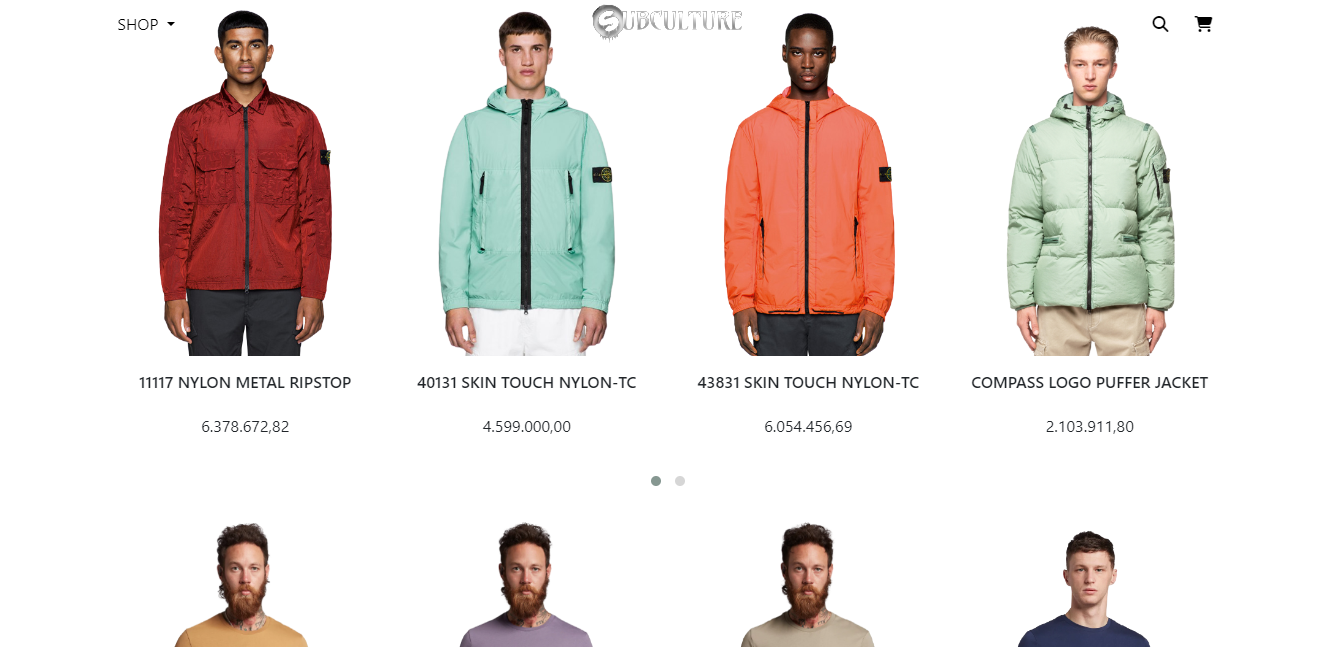 SHOP
SUBCULTURE
11117 NYLON METAL RIPSTOP
40131 SKIN TOUCH NYLON-TC
43831 SKIN TOUCH NYLON-TC
COMPASS LOGO PUFFER JACKET
6.378.672,82
4.599.000,00
6.054.456,69
2.103.911,80